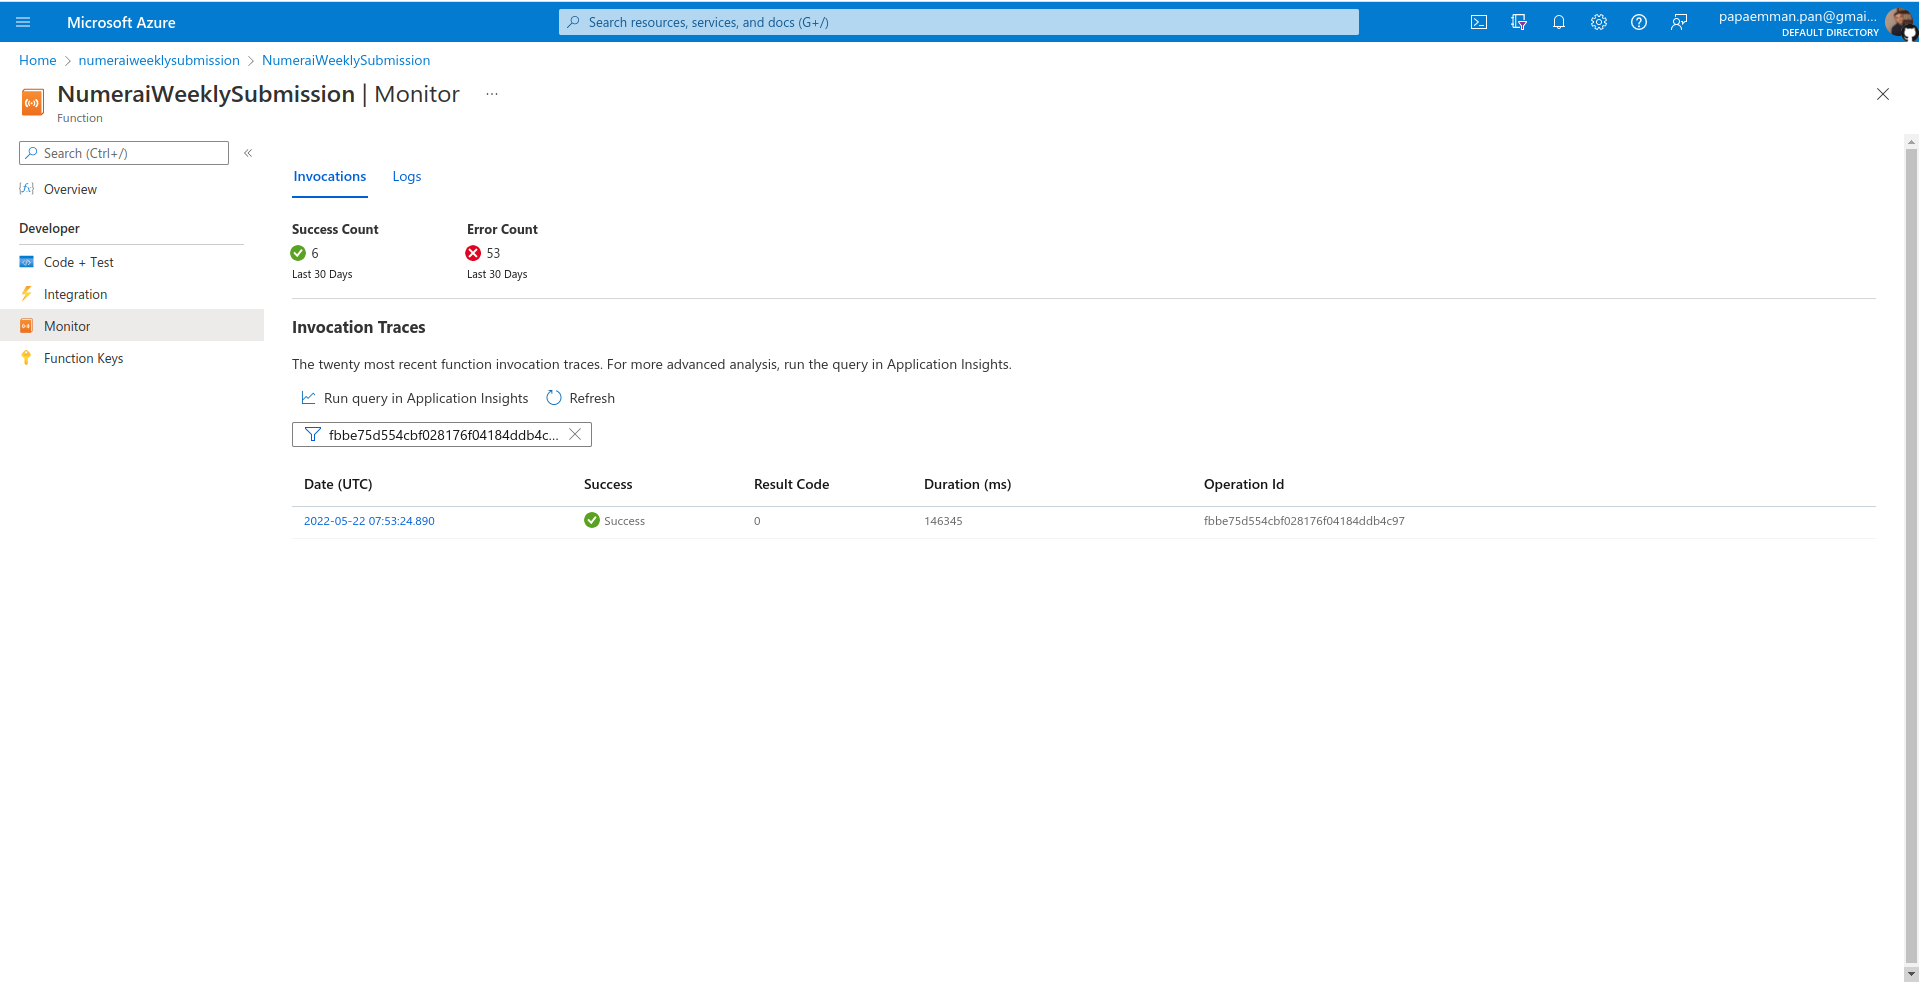 Microsoft Azure
Search resources, services, and docs (G+/)
papaemman.pan@gmai...
DEFAULT DIRECTORY
Home > numeraiweeklysubmission > NumeraiWeeklySubmission
NumeraiWeeklySubmission | Monitor ...
Function
Search (Ctrl+/)
«
Overview
Developer
Code + Test
Integration
Monitor
Function Keys
Invocations Logs
Success Count Error Count
6 53
Last 30 Days Last 30 Days
Invocation Traces
The twenty most recent function invocation traces. For more advanced analysis, run the query in Application Insights.
Run query in Application Insights Refresh
fbbe75d554cbf028176f04184ddb4c...
Date (UTC) Success Result Code Duration (ms) Operation Id
2022-05-22 07:53:24.890 Success 0 146345 fbbe75d554cbf028176f04184ddb4c97